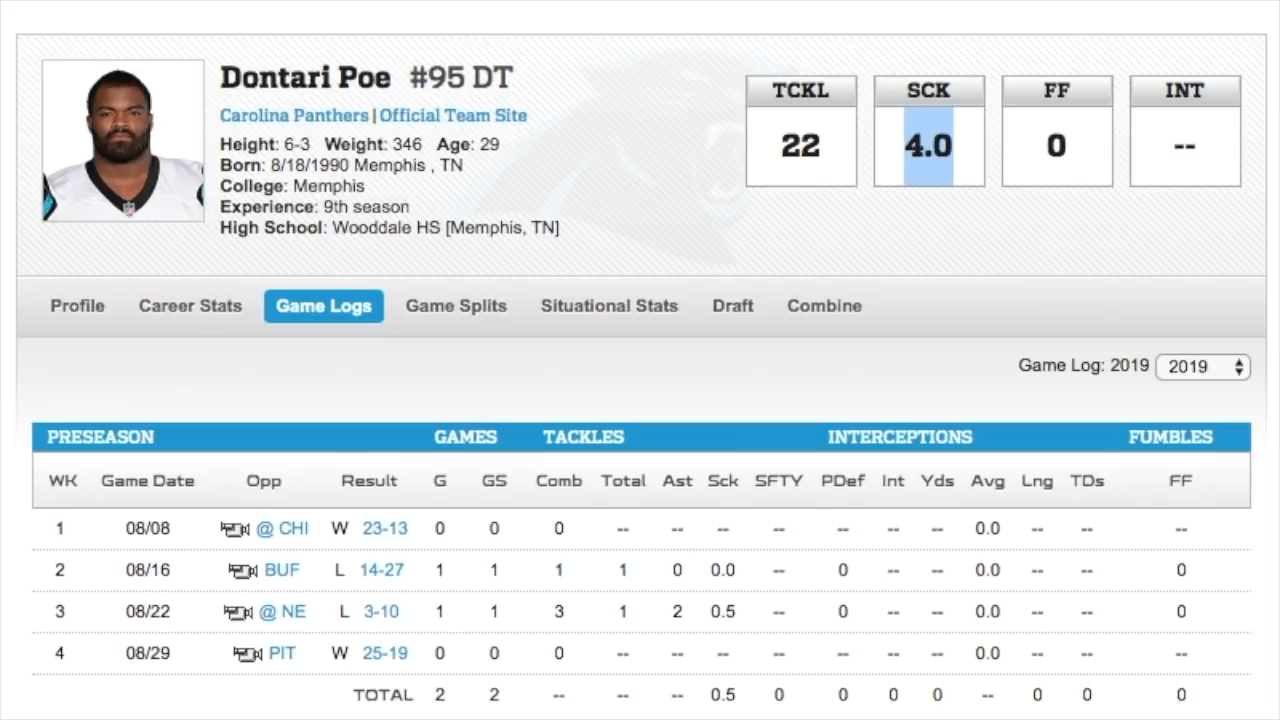 Dontari Poe #95 DT
Carolina Panthers | Official Team Site
Height: 6-3 Weight: 346 Age: 29
Born: 8/18/1990 Memphis , TN
College: Memphis
Experience: 9th season
High School: Wooddale HS [Memphis, TN]
TCKL SCK FF INT
22 4.0 0 --
Profile Career Stats Game Logs Game Splits Situational Stats Draft Combine
Game Log: 2019 2019
PRESEASON GAMES TACKLES INTERCEPTIONS FUMBLES
WK Game Date Opp Result G GS Comb Total Ast Sck SFTY PDef Int Yds Avg Lng TDs FF
1 08/08 @ CHI W 23-13 0 0 0 -- -- -- -- -- -- -- 0.0 -- -- --
2 08/16 BUF L 14-27 1 1 1 1 0 0.0 -- 0 -- -- 0.0 -- -- 0
3 08/22 @ NE L 3-10 1 1 3 1 2 0.5 -- 0 -- -- 0.0 -- -- 0
4 08/29 PIT W 25-19 0 0 0 -- -- -- -- -- -- -- 0.0 -- -- --
TOTAL 2 2 -- -- -- 0.5 0 0 0 0 -- 0 0 0